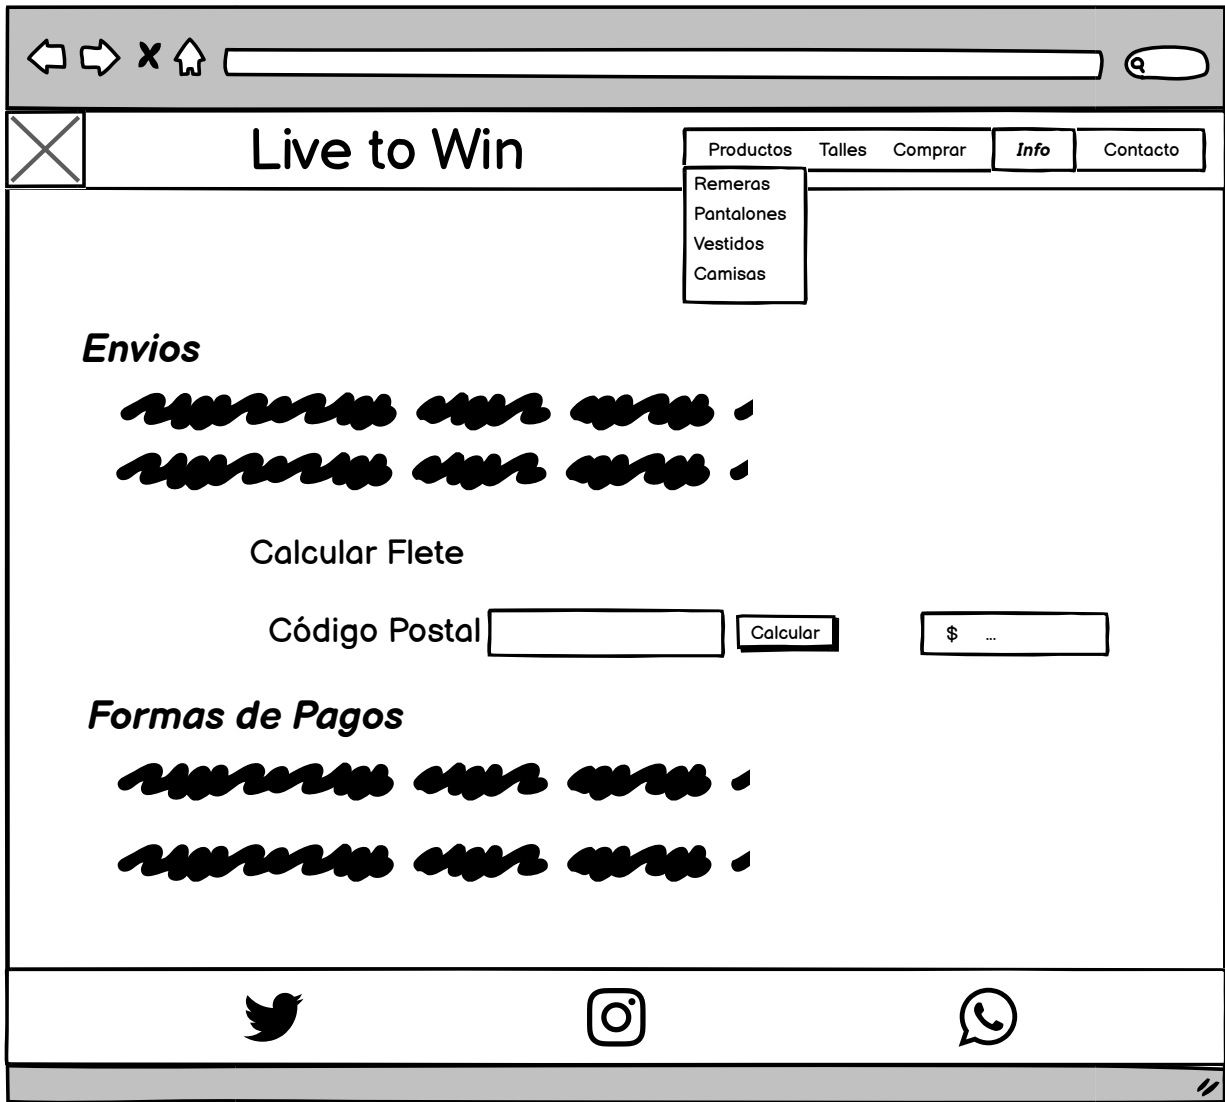 Live to Win
Productos Talles Comprar Info Contacto
Remeras
Pantalones
Vestidos
Camisas
Envios
Calcular Flete
Código Postal Calcular $ ...
Formas de Pagos